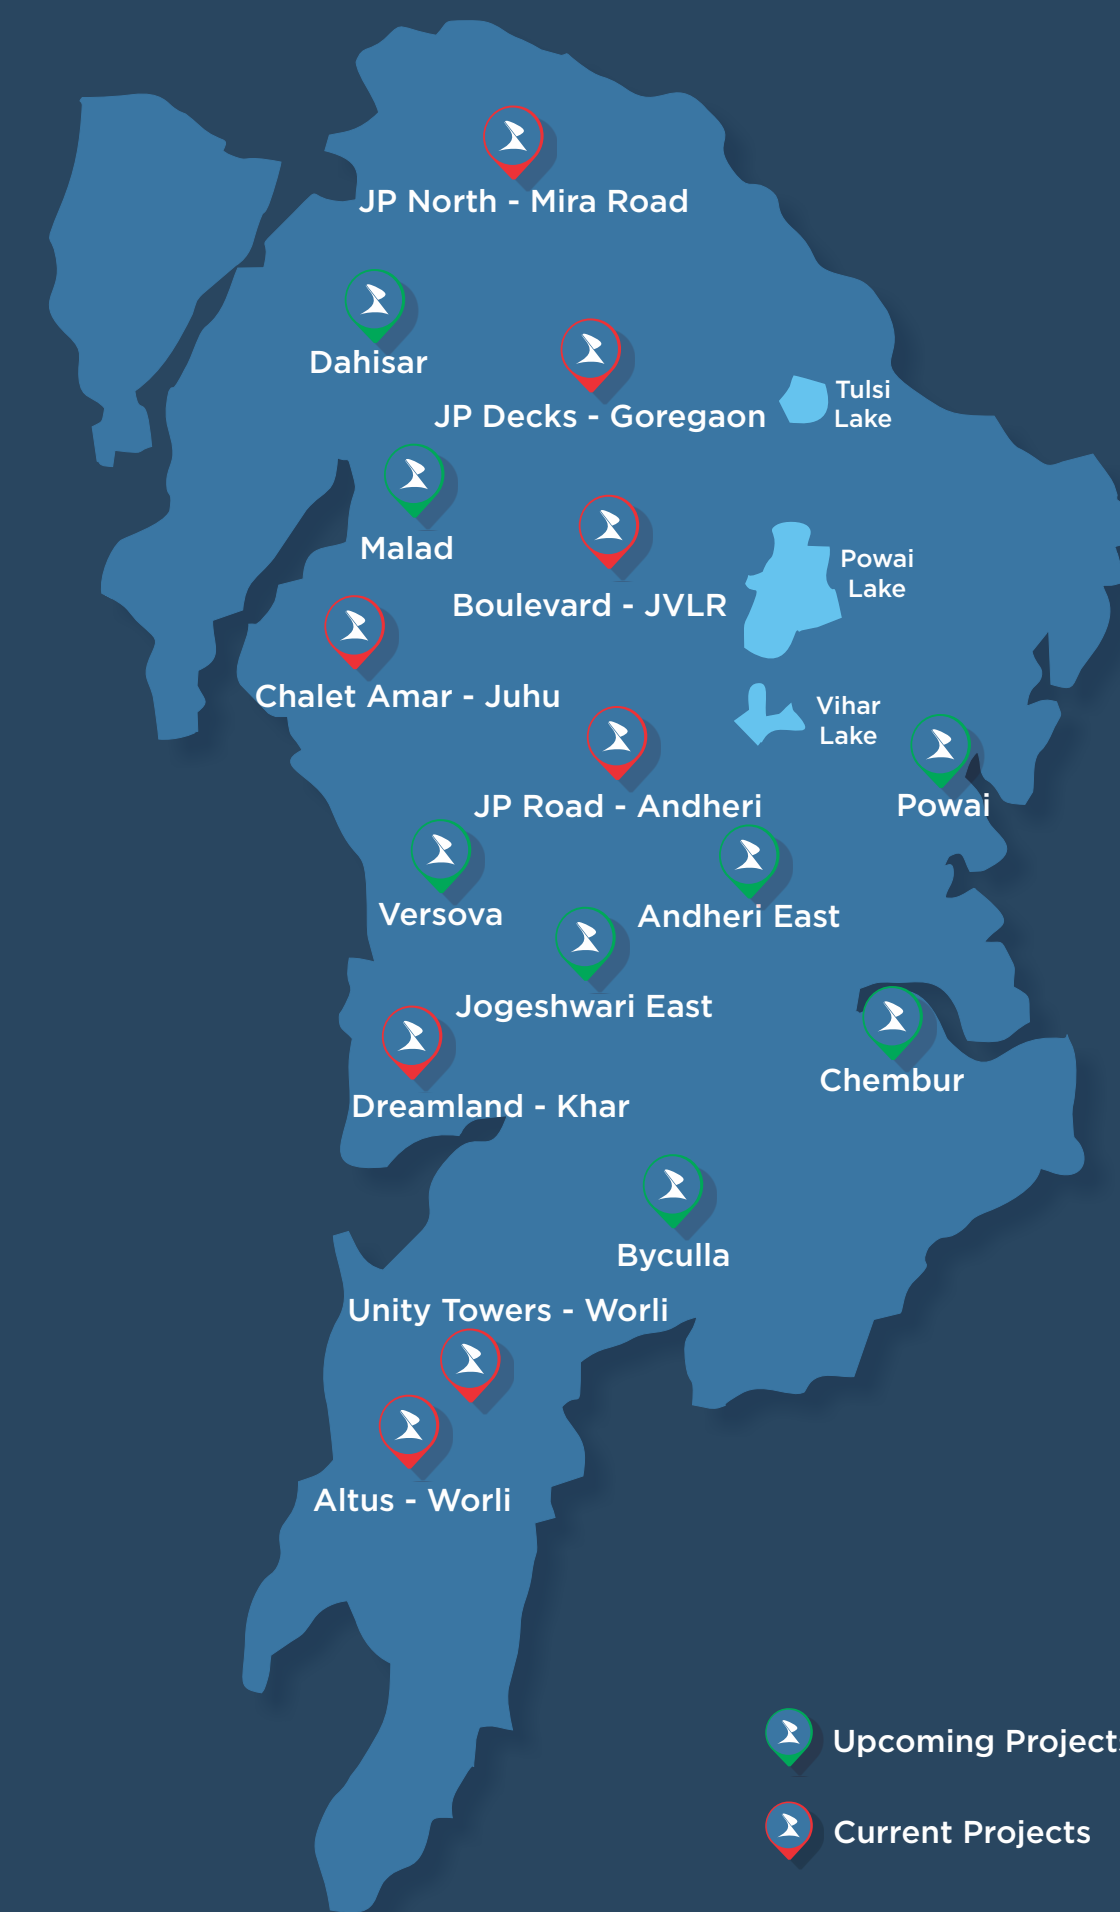 JP North - Mira Road
Dahisar
JP Decks - Goregaon
Tulsi
Lake
Malad
Powai
Lake
Boulevard - JVLR
Chalet Amar - Juhu
Vihar
Lake
JP Road - Andheri
Powai
Versova
Andheri East
Jogeshwari East
Chembur
Dreamland - Khar
Byculla
Unity Towers - Worli
Altus - Worli
Upcoming Projects
Current Projects